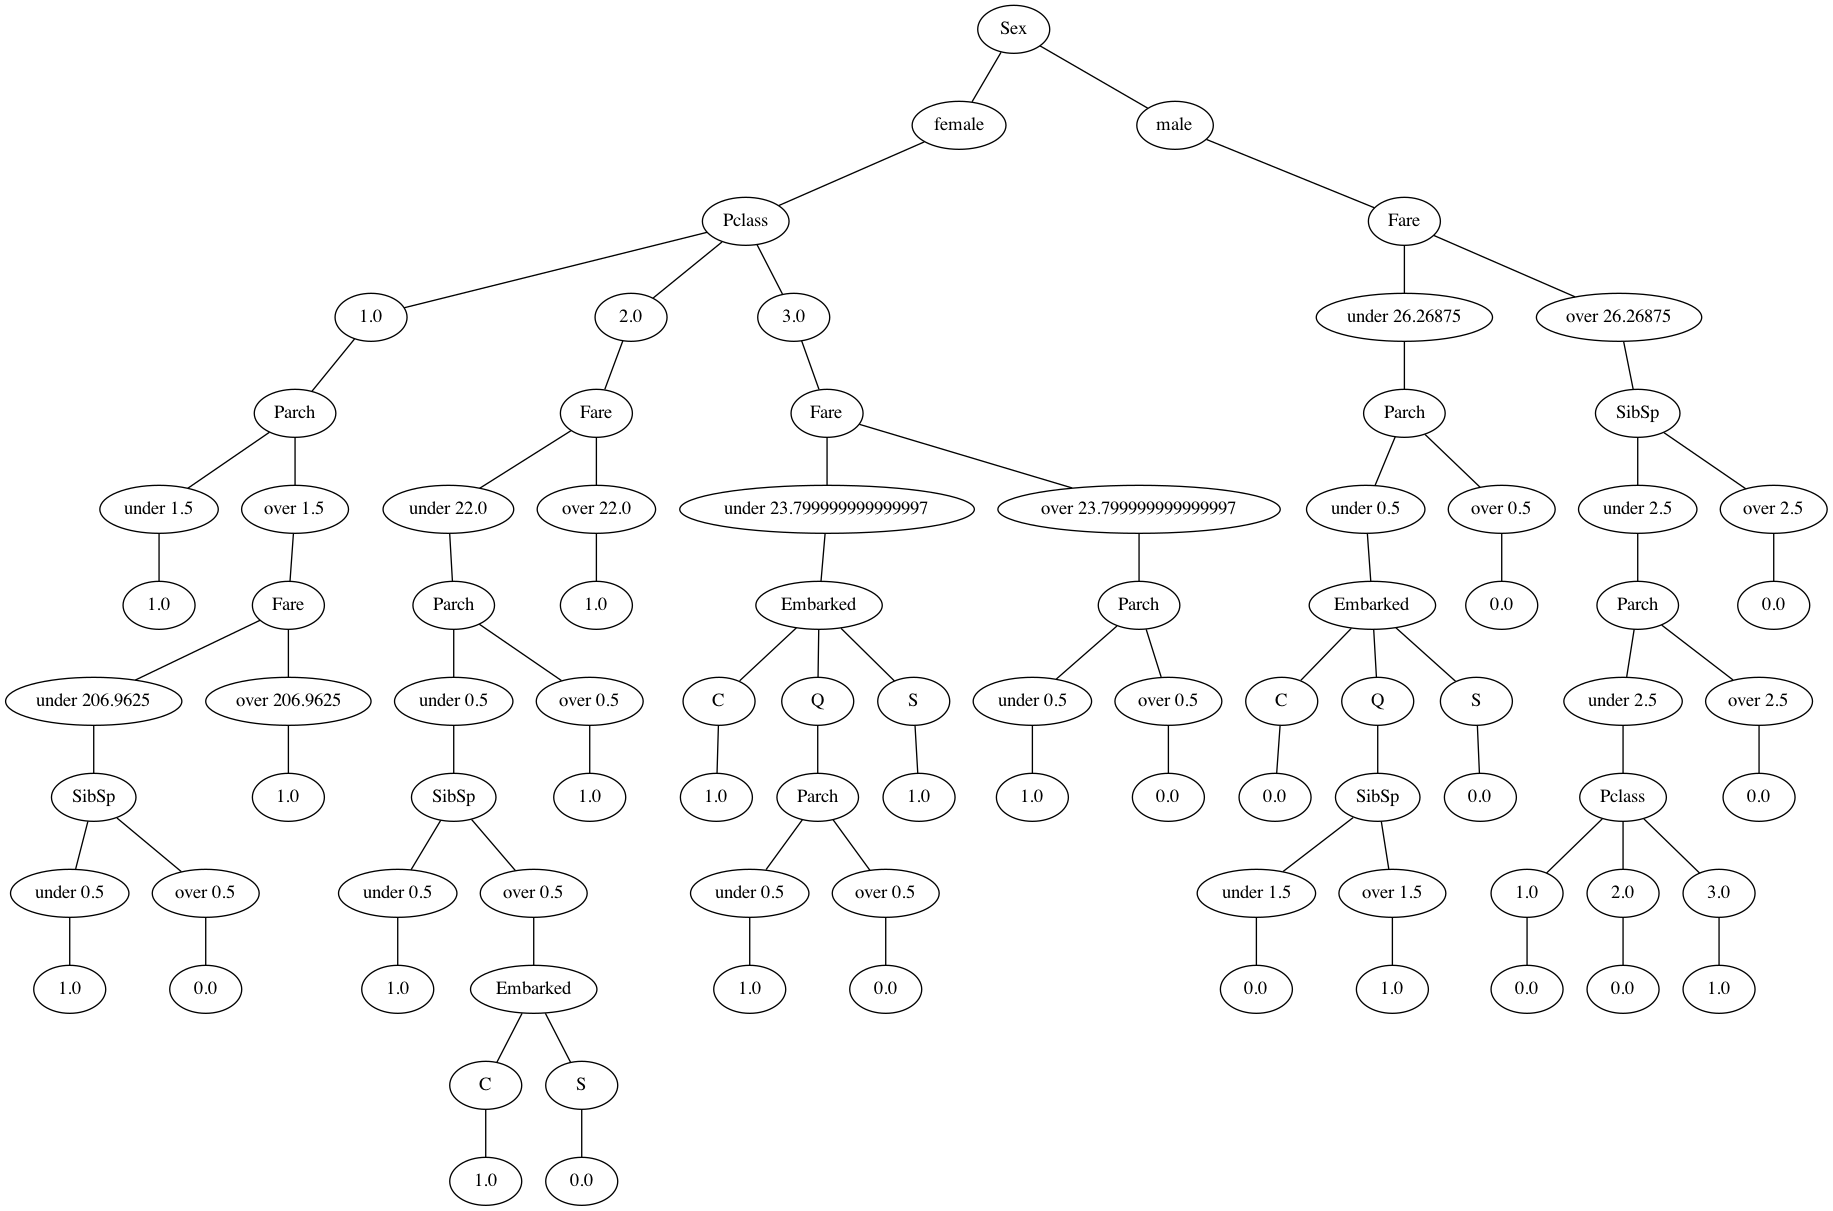 Sex
female
male
Pclass
Fare
1.0
2.0
3.0
under 26.26875
over 26.26875
Parch
Fare
Fare
Parch
SibSp
under 1.5
over 1.5
under 22.0
over 22.0
under 23.799999999999997
over 23.799999999999997
under 0.5
over 0.5
under 2.5
over 2.5
1.0
Fare
Parch
1.0
Embarked
Parch
Embarked
0.0
Parch
0.0
under 206.9625
over 206.9625
under 0.5
over 0.5
C
Q
S
under 0.5
over 0.5
C
Q
S
under 2.5
over 2.5
SibSp
1.0
SibSp
1.0
1.0
Parch
1.0
1.0
0.0
0.0
SibSp
0.0
Pclass
0.0
under 0.5
over 0.5
under 0.5
over 0.5
under 0.5
over 0.5
under 1.5
over 1.5
1.0
2.0
3.0
1.0
0.0
1.0
Embarked
1.0
0.0
0.0
1.0
0.0
0.0
1.0
C
S
1.0
0.0